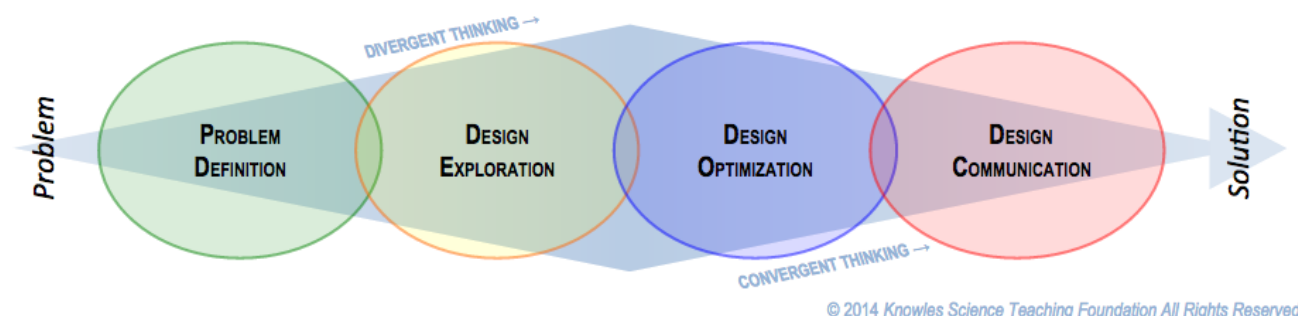 DIVERGENT THINKING →
Problem
PROBLEM
DEFINITION
DESIGN
EXPLORATION
DESIGN
OPTIMIZATION
DESIGN
COMMUNICATION
Solution
CONVERGENT THINKING →
© 2014 Knowles Science Teaching Foundation All Rights Reserved